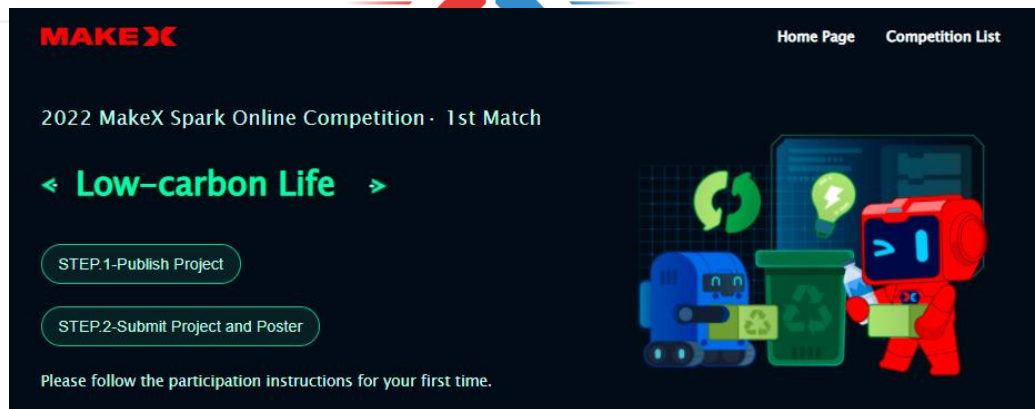 MAKEX
Home Page Competition List
2022 MakeX Spark Online Competition · 1st Match
< Low-carbon Life >
STEP.1-Publish Project
STEP.2-Submit Project and Poster
Please follow the participation instructions for your first time.